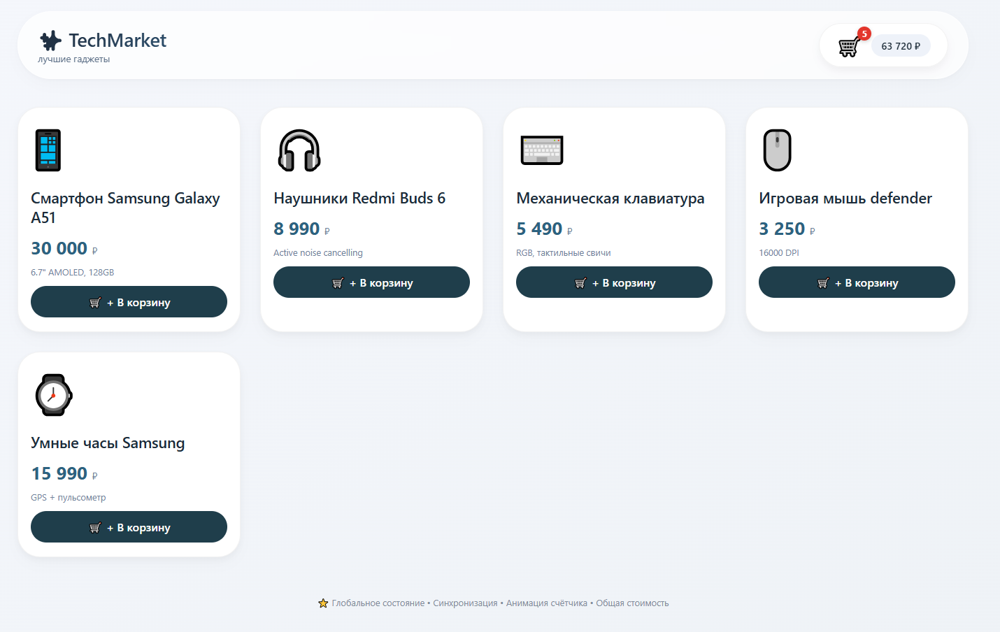 TechMarket
лучшие гаджеты
5
63 720 ₽
Смартфон Samsung Galaxy
A51
30 000 ₽
6.7" AMOLED, 128GB
+ В корзину
Наушники Redmi Buds 6
8 990 ₽
Active noise cancelling
+ В корзину
Механическая клавиатура
5 490 ₽
RGB, тактильные свичи
+ В корзину
Игровая мышь defender
3 250 ₽
16000 DPI
+ В корзину
Умные часы Samsung
15 990 ₽
GPS + пульсометр
+ В корзину
Глобальное состояние • Синхронизация • Анимация счётчика • Общая стоимость